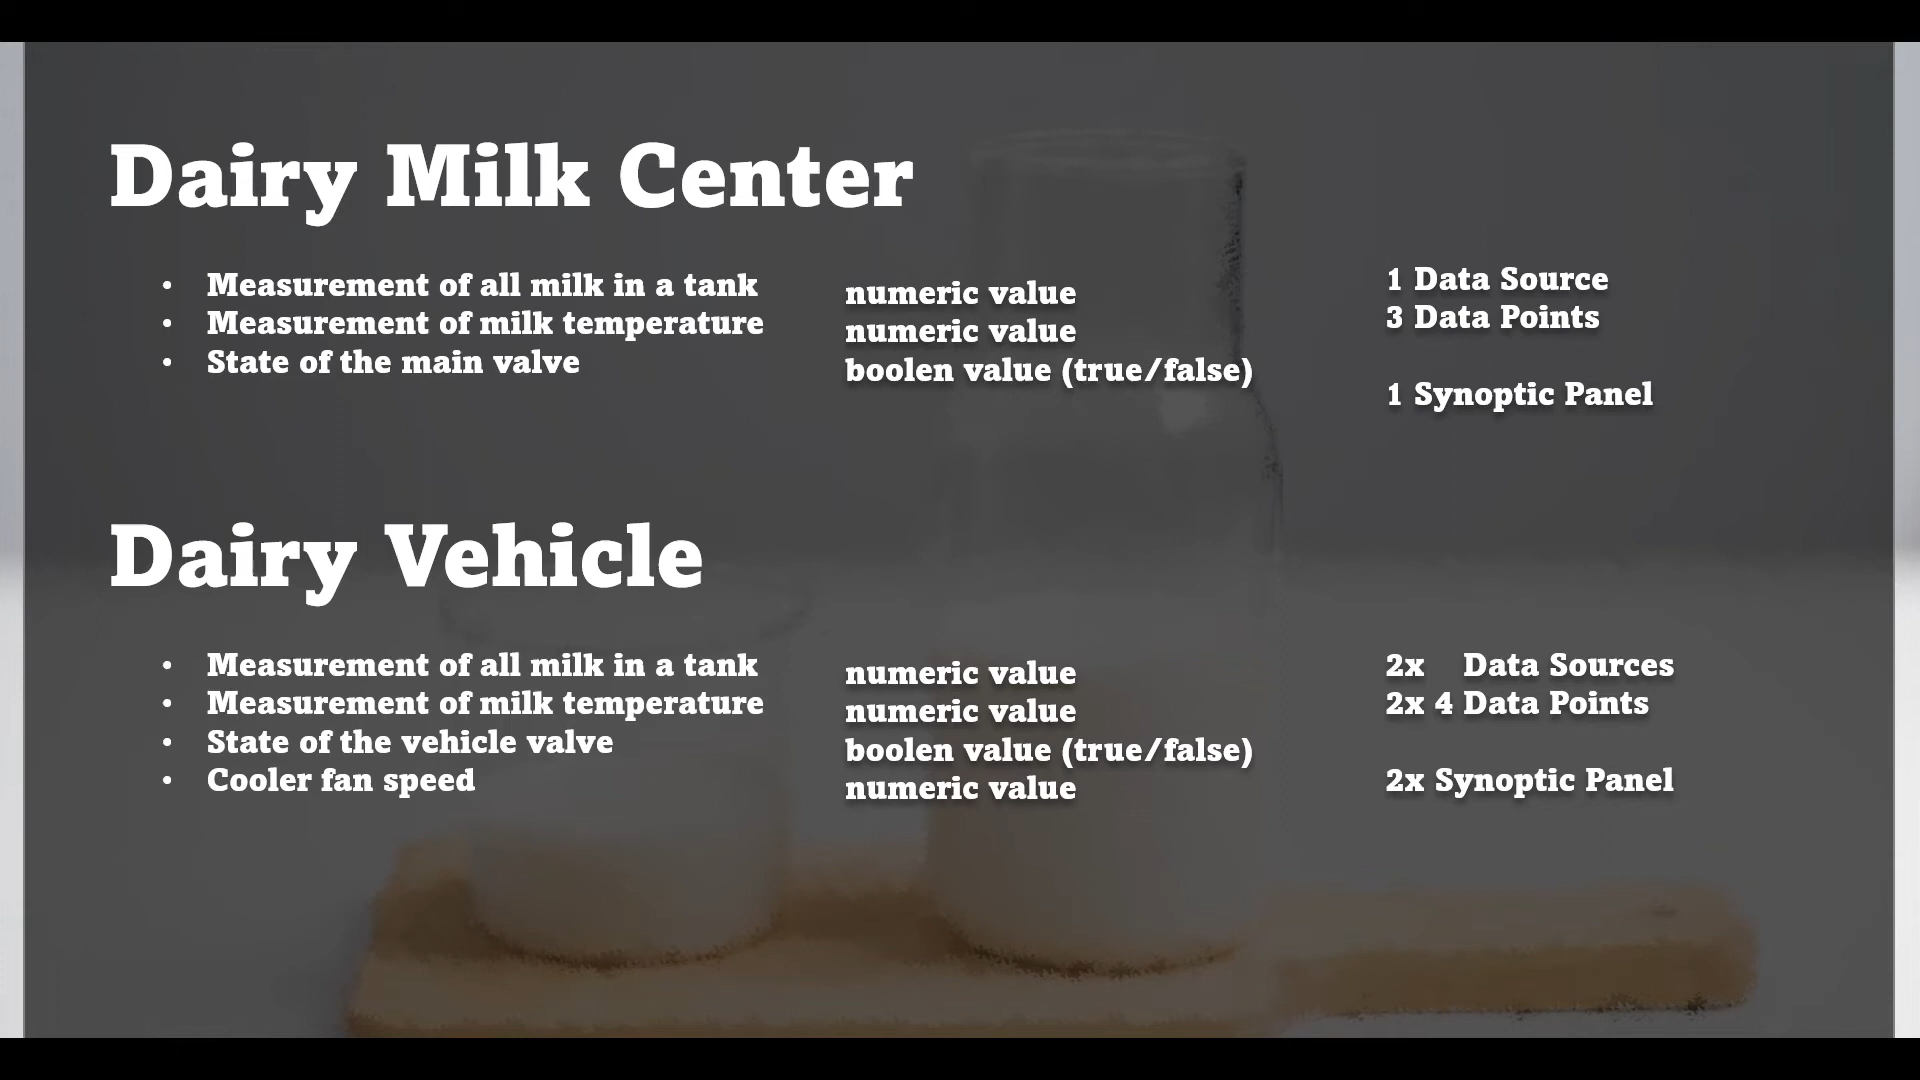 Dairy Milk Center
• Measurement of all milk in a tank
• Measurement of milk temperature
• State of the main valve
numeric value
numeric value
boolen value (true/false)
1 Data Source
3 Data Points
1 Synoptic Panel
Dairy Vehicle
• Measurement of all milk in a tank
• Measurement of milk temperature
• State of the vehicle valve
• Cooler fan speed
numeric value
numeric value
boolen value (true/false)
numeric value
2x Data Sources
2x 4 Data Points
2x Synoptic Panel